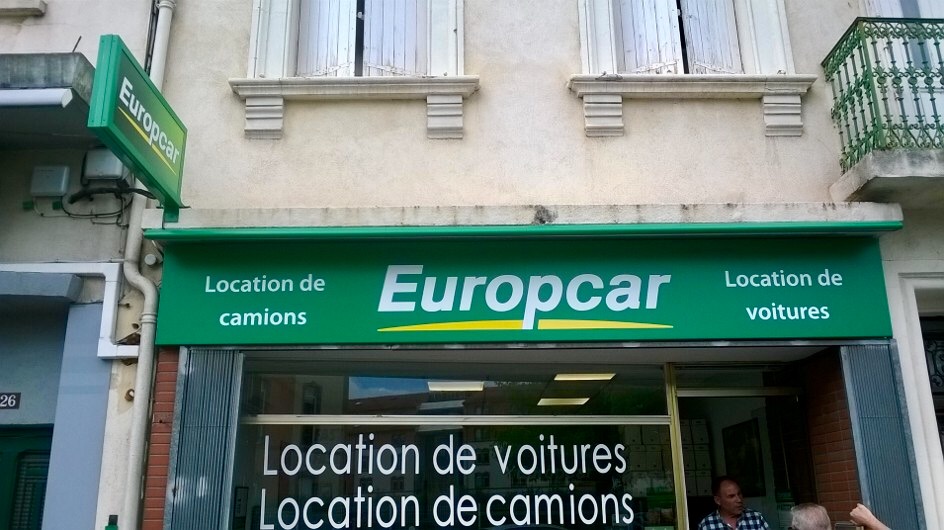 Europcar
Location de
camions
Europcar
Location de
voitures
26
Location de voitures
Location de camions